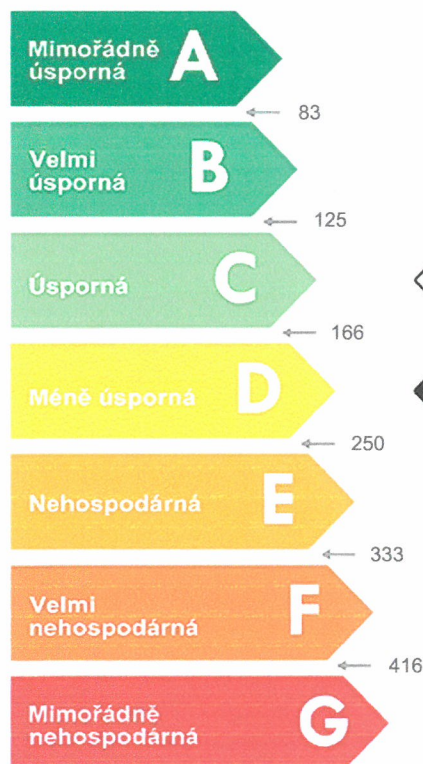 Mimořádně
úsporná
A
83
Velmi
úsporná
B
125
Úsporná
C
166
Méně úsporná
D
250
Nehospodárná
E
333
Velmi
nehospodárná
F
416
Mimořádně
nehospodárná
G